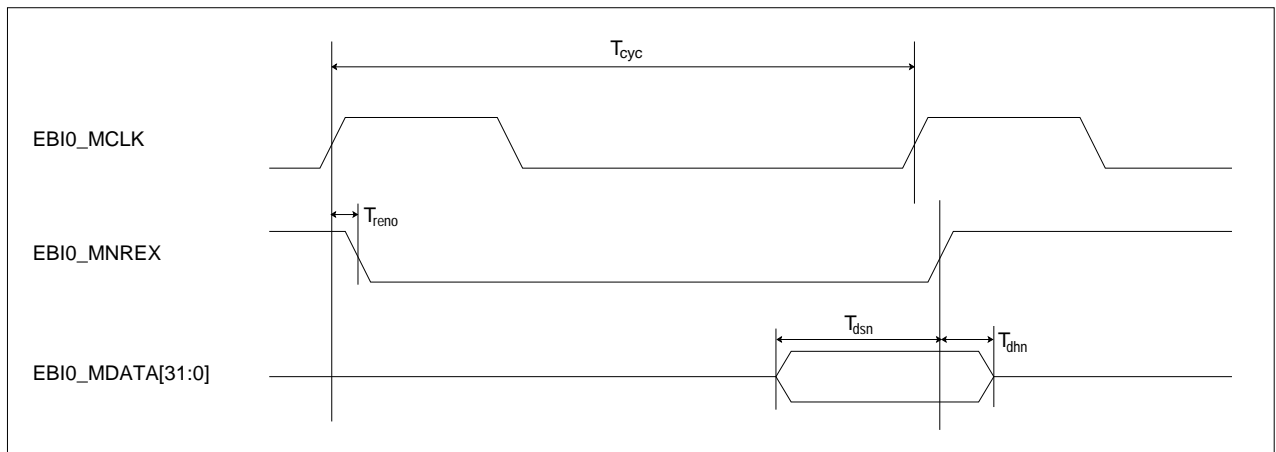 Tcyc
EBI0_MCLK
Treno
EBI0_MNREX
Tdsn
Tdhn
EBI0_MDATA[31:0]